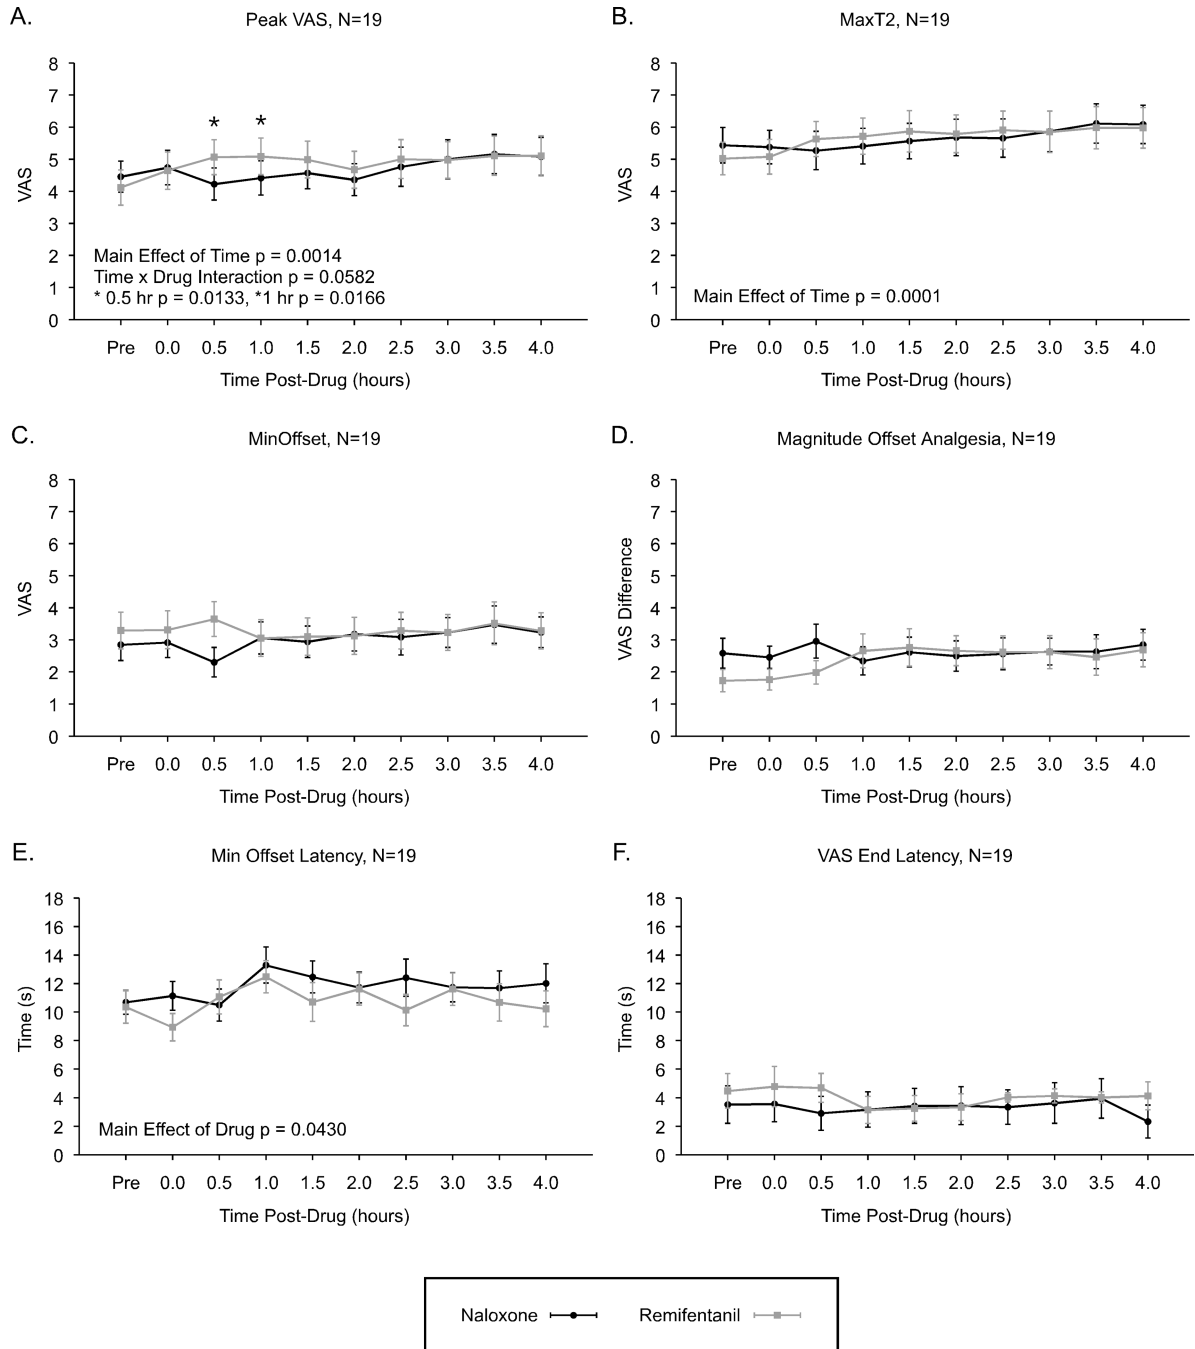 A.
Peak VAS, N=19
8
7
6
5
4
3
2
1
0
VAS
* *
Main Effect of Time p = 0.0014
Time x Drug Interaction p = 0.0582
* 0.5 hr p = 0.0133, *1 hr p = 0.0166
Pre 0.0 0.5 1.0 1.5 2.0 2.5 3.0 3.5 4.0
Time Post-Drug (hours)
B.
MaxT2, N=19
8
7
6
5
4
3
2
1
0
VAS
Main Effect of Time p = 0.0001
Pre 0.0 0.5 1.0 1.5 2.0 2.5 3.0 3.5 4.0
Time Post-Drug (hours)
C.
MinOffset, N=19
8
7
6
5
4
3
2
1
0
VAS
Pre 0.0 0.5 1.0 1.5 2.0 2.5 3.0 3.5 4.0
Time Post-Drug (hours)
D.
Magnitude Offset Analgesia, N=19
8
7
6
5
4
3
2
1
0
VAS Difference
Pre 0.0 0.5 1.0 1.5 2.0 2.5 3.0 3.5 4.0
Time Post-Drug (hours)
E.
Min Offset Latency, N=19
18
16
14
12
10
8
6
4
2
0
Time (s)
Main Effect of Drug p = 0.0430
Pre 0.0 0.5 1.0 1.5 2.0 2.5 3.0 3.5 4.0
Time Post-Drug (hours)
F.
VAS End Latency, N=19
18
16
14
12
10
8
6
4
2
0
Time (s)
Pre 0.0 0.5 1.0 1.5 2.0 2.5 3.0 3.5 4.0
Time Post-Drug (hours)
Naloxone Remifentanil